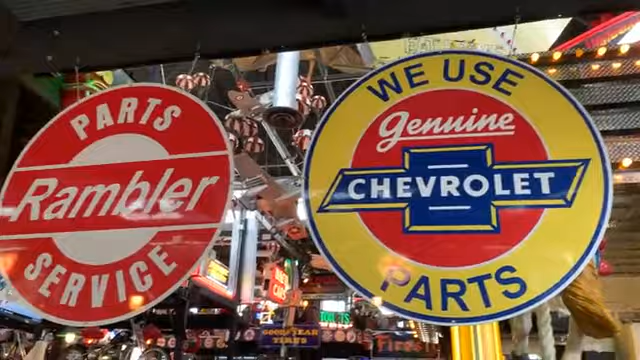 PARTS
Rambler
SERVICE
WE USE
Genuine
CHEVROLET
PARTS
GOODYEAR
TIRES